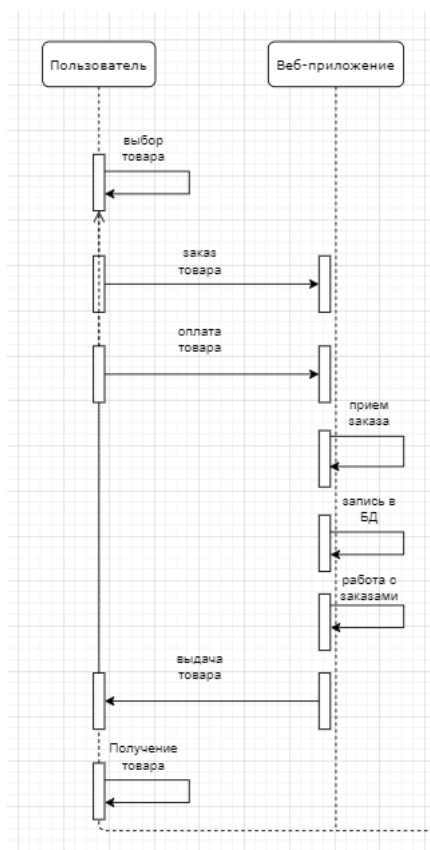 Пользователь
Веб-приложение
выбор
товара
заказ
товара
оплата
товара
прием
заказа
запись в
БД
работа с
заказами
выдача
товара
Получение
товара